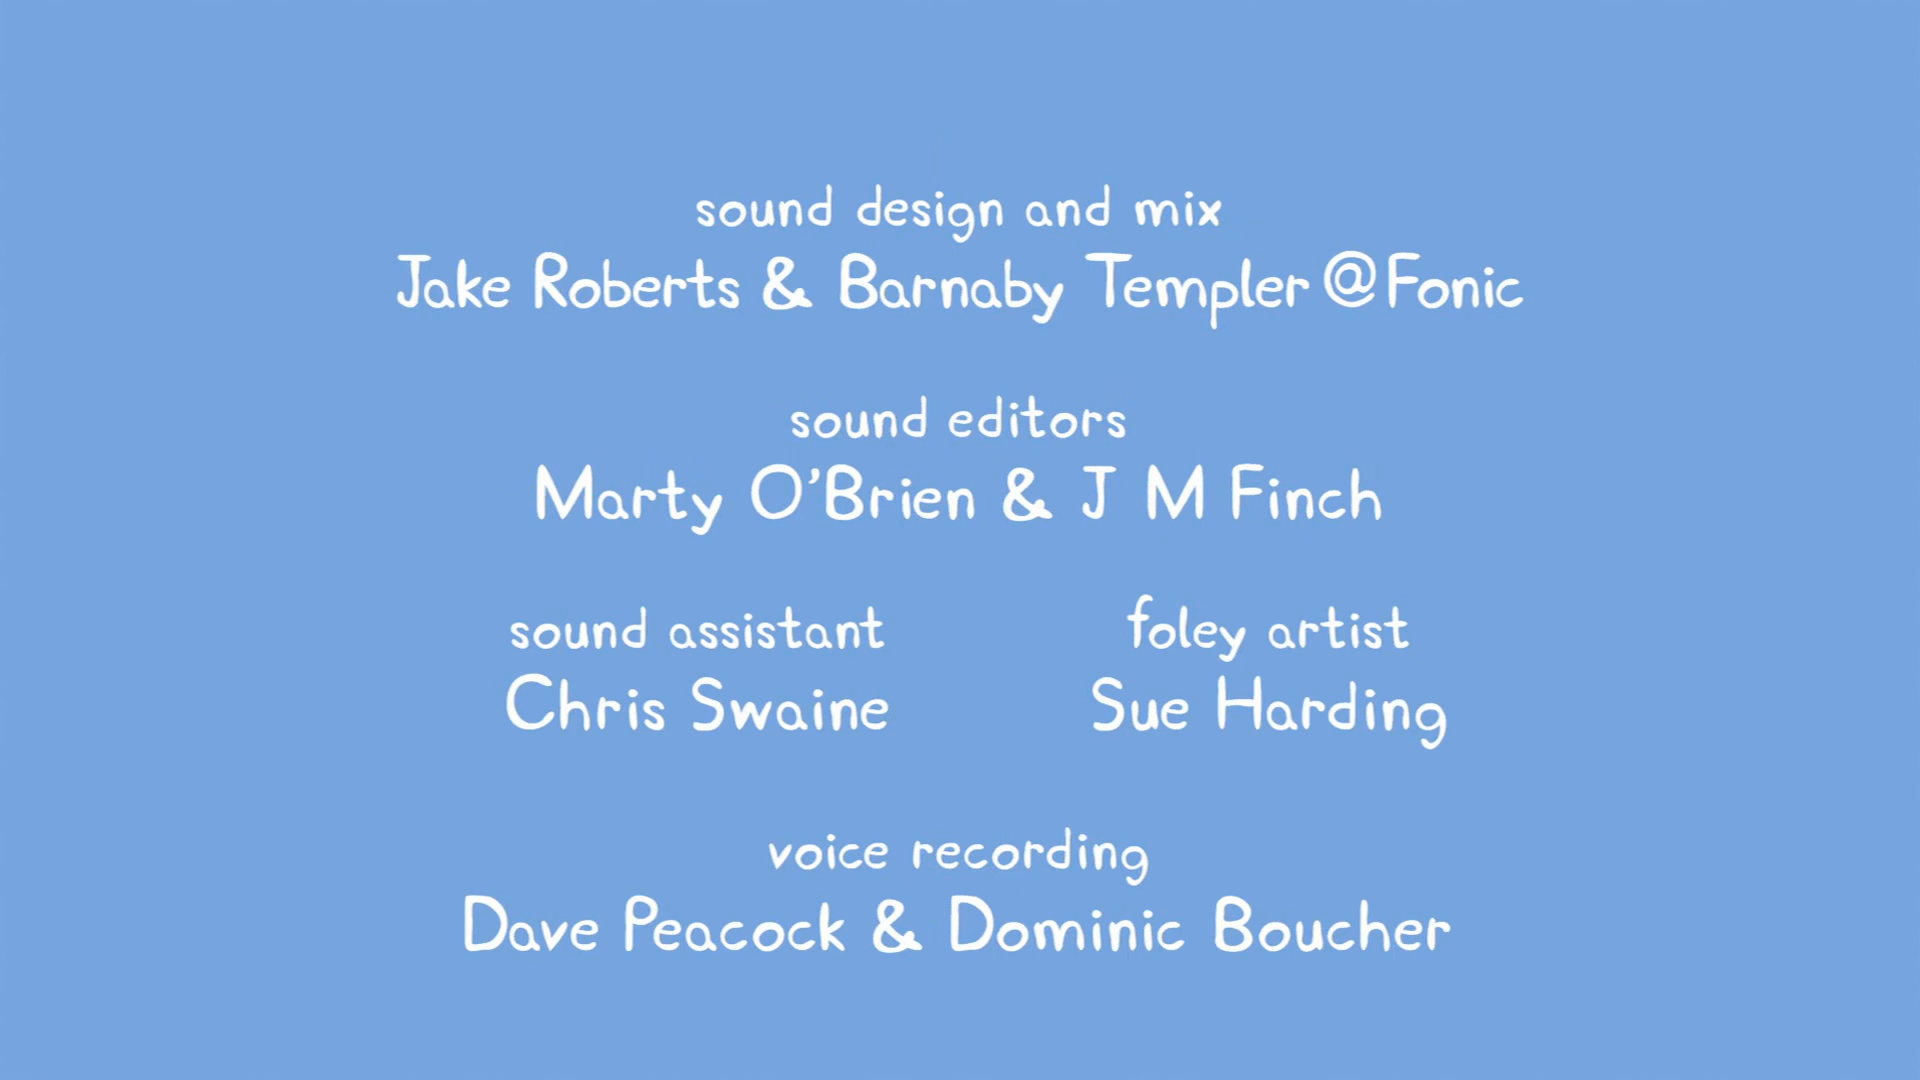 sound design and mix
Jake Roberts & Barnaby Templer @Fonic
sound editors
Marty O'Brien & J M Finch
sound assistant
Chris Swaine
foley artist
Sue Harding
voice recording
Dave Peacock & Dominic Boucher